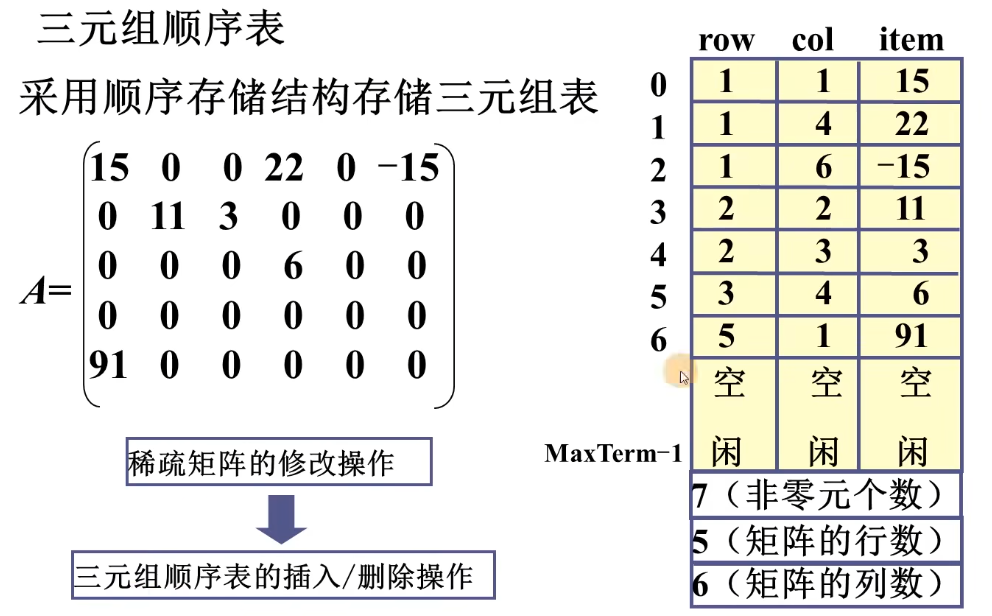 三元组顺序表
采用顺序存储结构存储三元组表
A=
15 0 0 22 0 -15
0 11 3 0 0 0
0 0 0 6 0 0
0 0 0 0 0 0
91 0 0 0 0 0
稀疏矩阵的修改操作
三元组顺序表的插入/删除操作
row col item
0 1 1 15
1 1 4 22
2 1 6 -15
3 2 2 11
4 2 3 3
5 3 4 6
6 5 1 91
空 空 空
MaxTerm-1 闲 闲 闲
7（非零元个数）
5（矩阵的行数）
6（矩阵的列数）